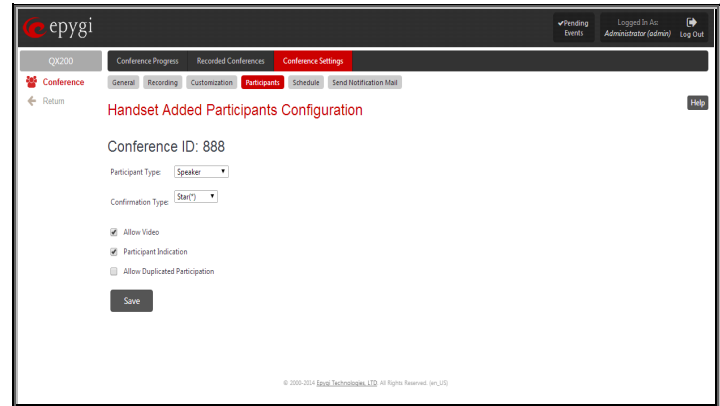 epygi
✔Pending Events
Logged In As:
Administrator (admin)
Log Out
QX200
Conference Progress Recorded Conferences Conference Settings
Conference
General Recording Customization Participants Schedule Send Notification Mail
Return
Handset Added Participants Configuration
Help
Conference ID: 888
Participant Type: Speaker
Confirmation Type: Star(*)
Allow Video
Participant Indication
Allow Duplicated Participation
Save
© 2000-2014 Epygi Technologies, LTD. All Rights Reserved. (en_US)